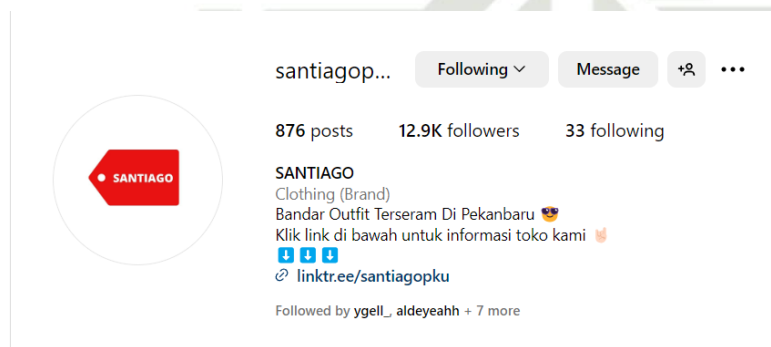 santiagop... Following Message
876 posts 12.9K followers 33 following
SANTIAGO
SANTIAGO
Clothing (Brand)
Bandar Outfit Terseram Di Pekanbaru 😎
Klik link di bawah untuk informasi toko kami 🤘🏻
⬇️⬇️⬇️
linktr.ee/santiagopku
Followed by ygell_, aldeyeahh + 7 more